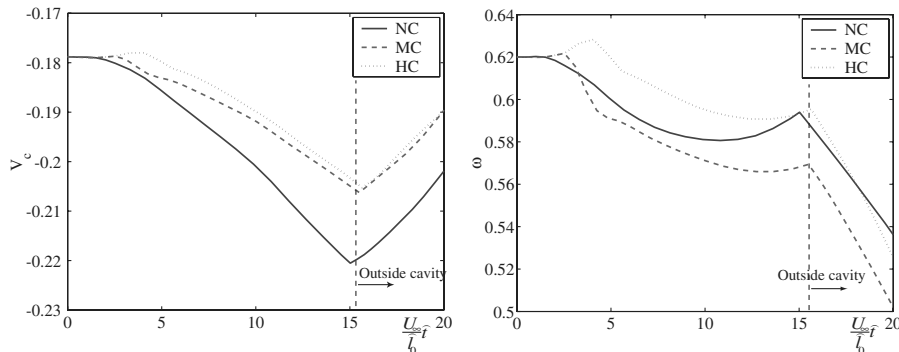 -0.17
-0.18
-0.19
-0.2
-0.21
-0.22
-0.23
V_c
NC
MC
HC
Outside cavity
0
5
10
15
20
U_∞/l̂_0 t̂
0.64
0.62
0.6
0.58
0.56
0.54
0.52
0.5
ω
NC
MC
HC
Outside cavity
0
5
10
15
20
U_∞/l̂_0 t̂